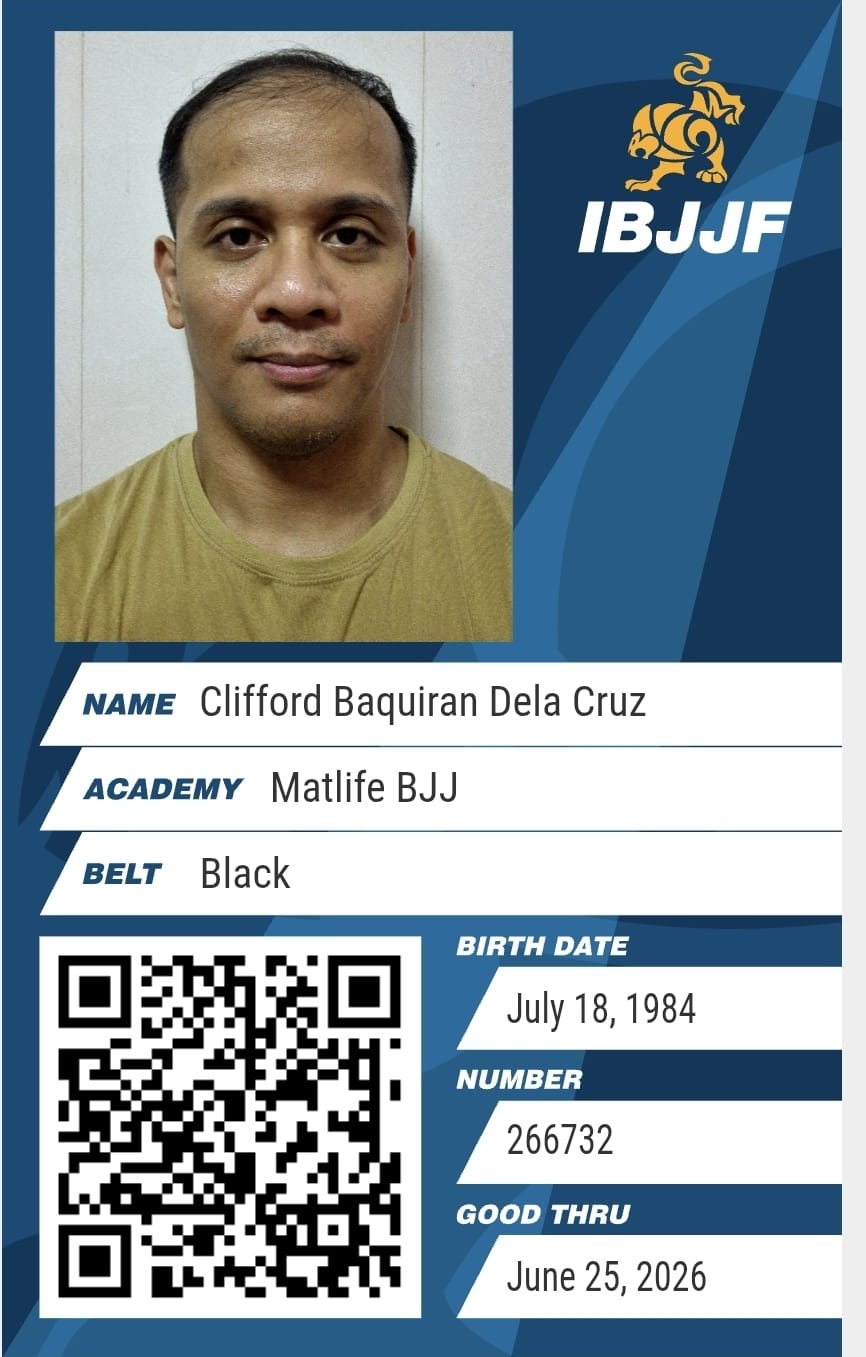 IBJJF
NAME Clifford Baquiran Dela Cruz
ACADEMY Matlife BJJ
BELT Black
BIRTH DATE
July 18, 1984
NUMBER
266732
GOOD THRU
June 25, 2026